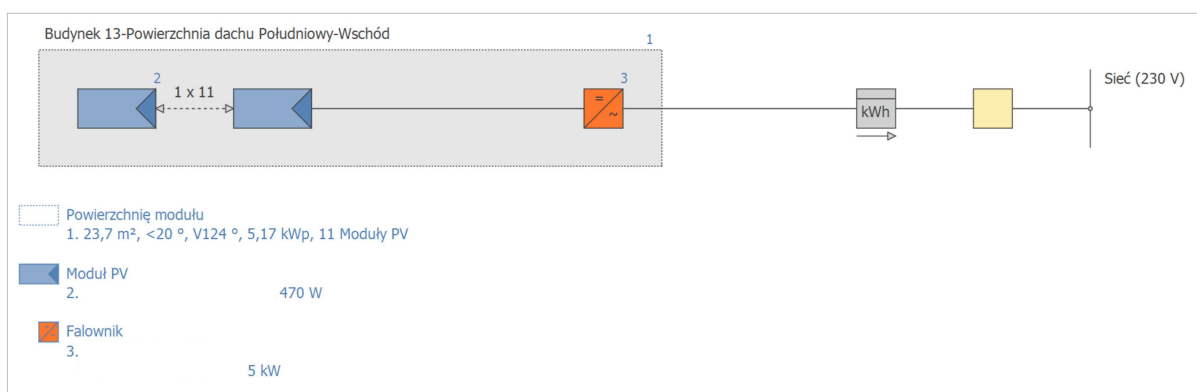 Budynek 13-Powierzchnia dachu Południowy-Wschód
1
2
1 x 11
3
= ~
kWh
Sieć (230 V)
Powierzchnię modułu
1. 23,7 m², <20 °, V124 °, 5,17 kWp, 11 Moduły PV
Moduł PV
2. 470 W
Falownik
3.
5 kW